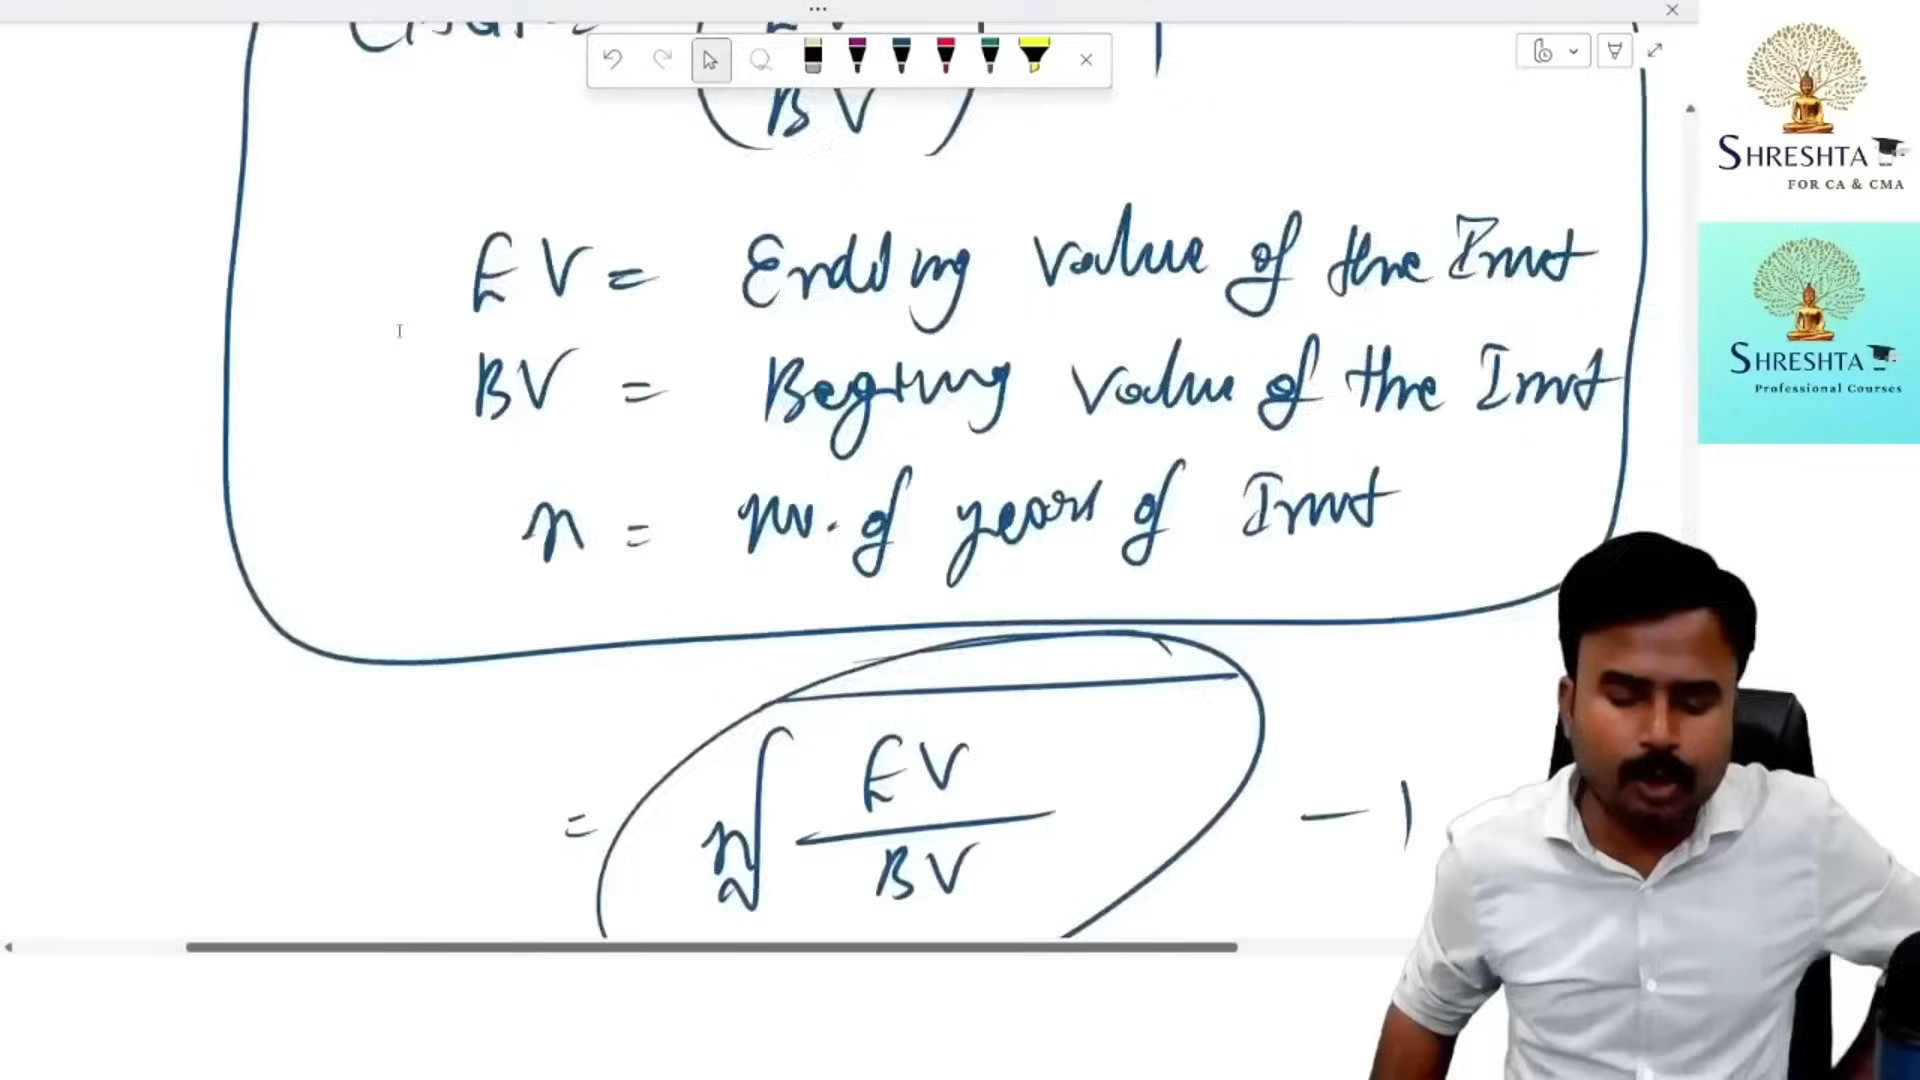 BV
EV = Ending value of the Invt
BV = Begining value of the Invt
n = no. of years of Invt
= n√ EV / BV - 1
SHRESHTA
FOR CA & CMA
SHRESHTA
Professional Courses